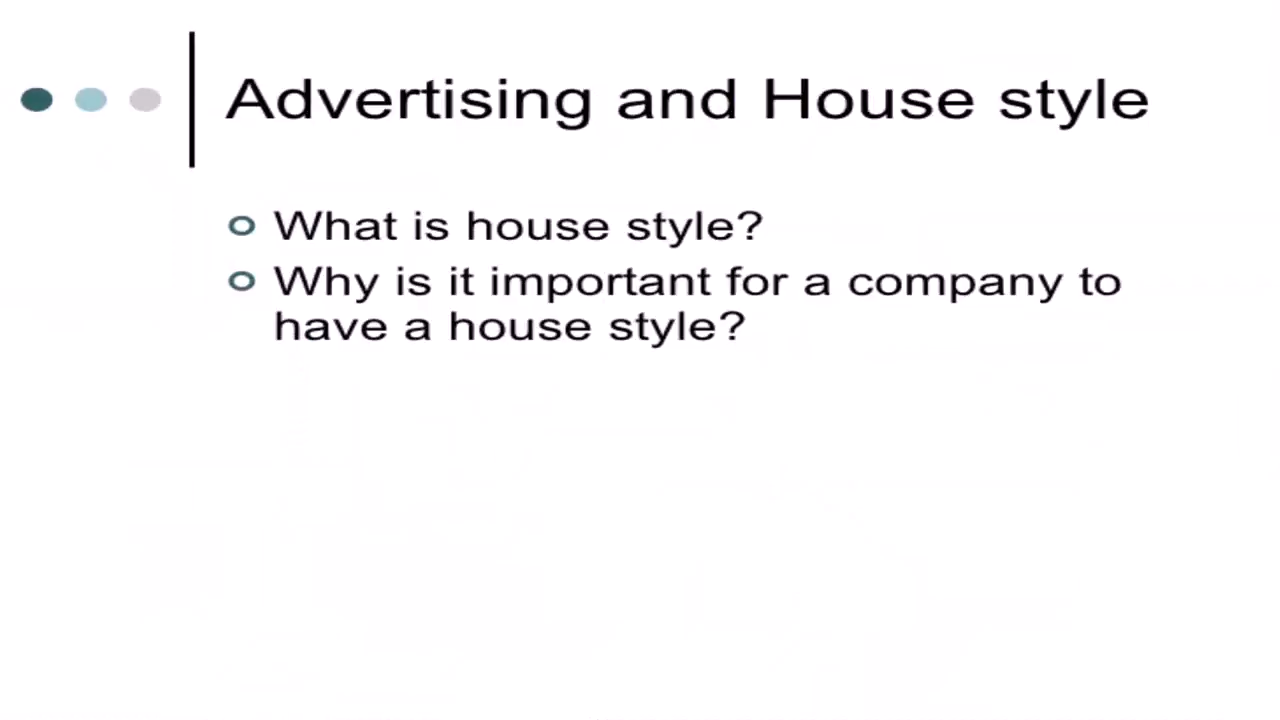 Advertising and House style
What is house style?
Why is it important for a company to
have a house style?